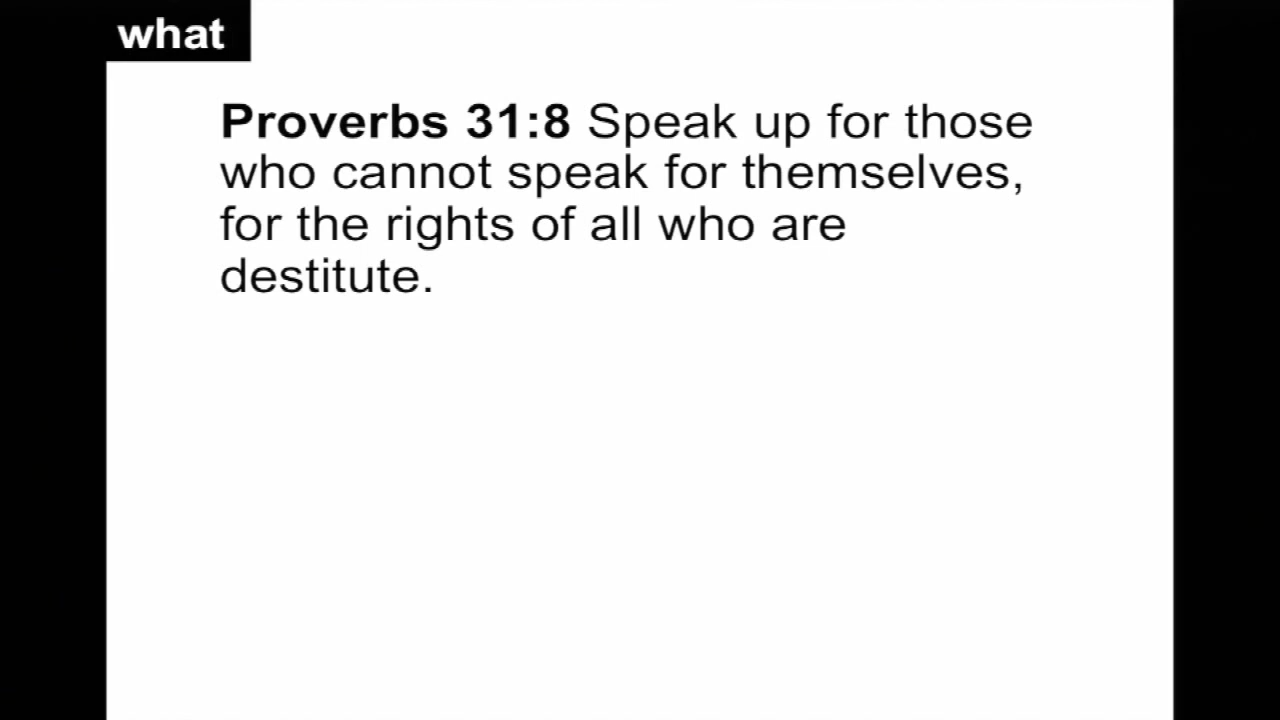 what
Proverbs 31:8 Speak up for those
who cannot speak for themselves,
for the rights of all who are
destitute.